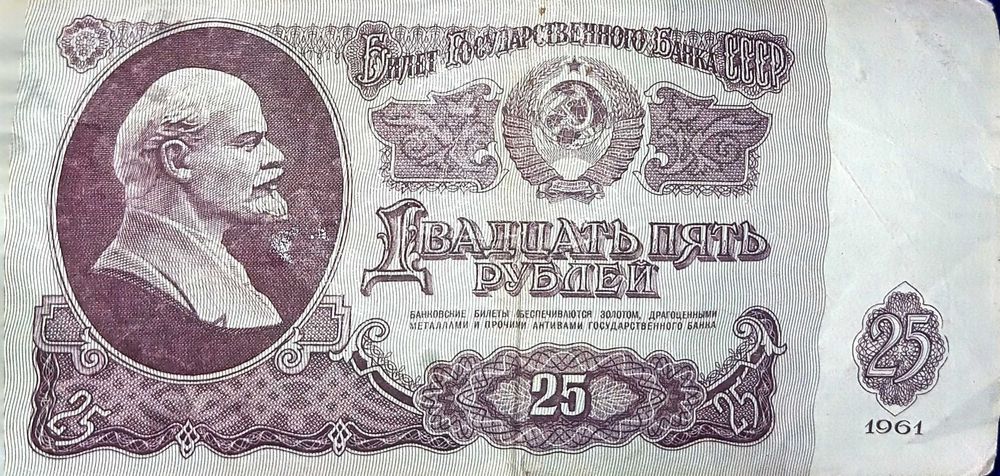 Билет Государственного Банка СССР
Двадцать пять
рублей
БАНКОВСКИЕ БИЛЕТЫ ОБЕСПЕЧИВАЮТСЯ ЗОЛОТОМ, ДРАГОЦЕННЫМИ
МЕТАЛЛАМИ И ПРОЧИМИ АКТИВАМИ ГОСУДАРСТВЕННОГО БАНКА
25
25
25
25
1961